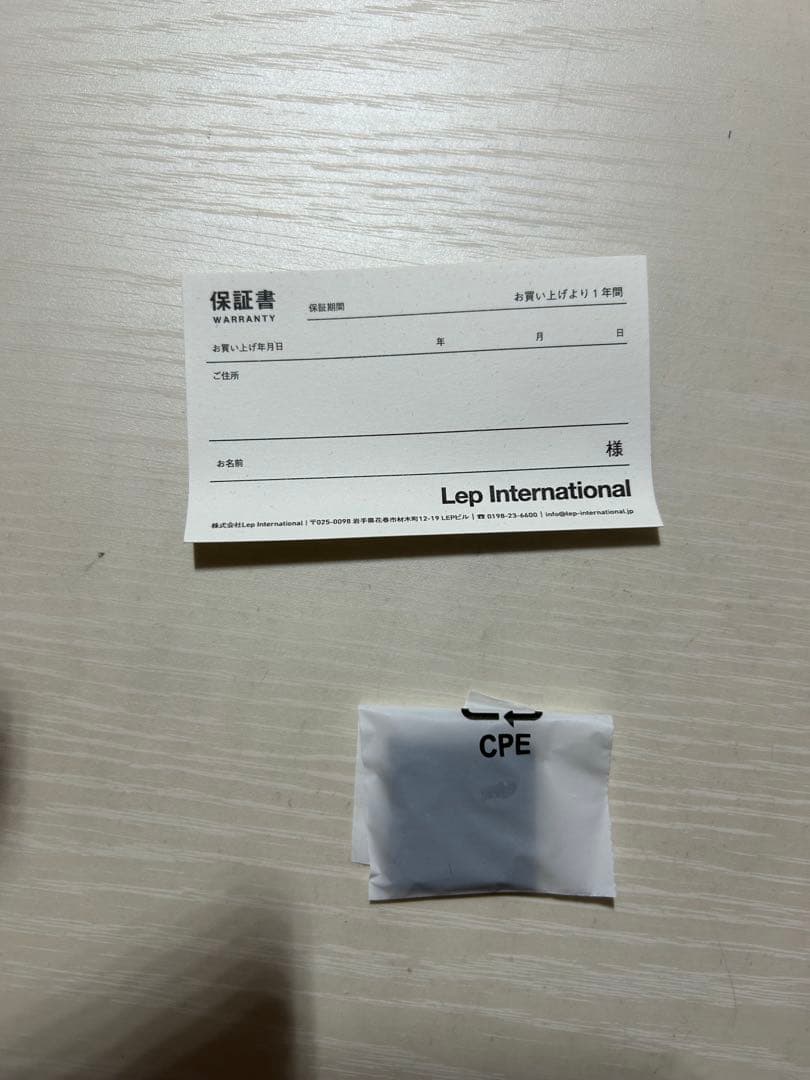 保証書
WARRANTY
保証期間 お買い上げより1年間
お買い上げ年月日 年 月 日
ご住所
お名前 様
Lep International
株式会社Lep International | 〒025-0098 岩手県花巻市材木町12-19 LEPビル | ☎ 0198-23-6600 | info@lep-international.jp
CPE